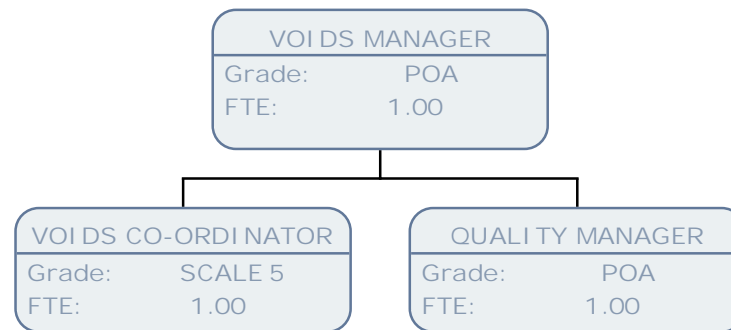 VOIDS MANAGER
Grade: POA
FTE: 1.00
VOIDS CO-ORDINATOR
Grade: SCALE 5
FTE: 1.00
QUALITY MANAGER
Grade: POA
FTE: 1.00